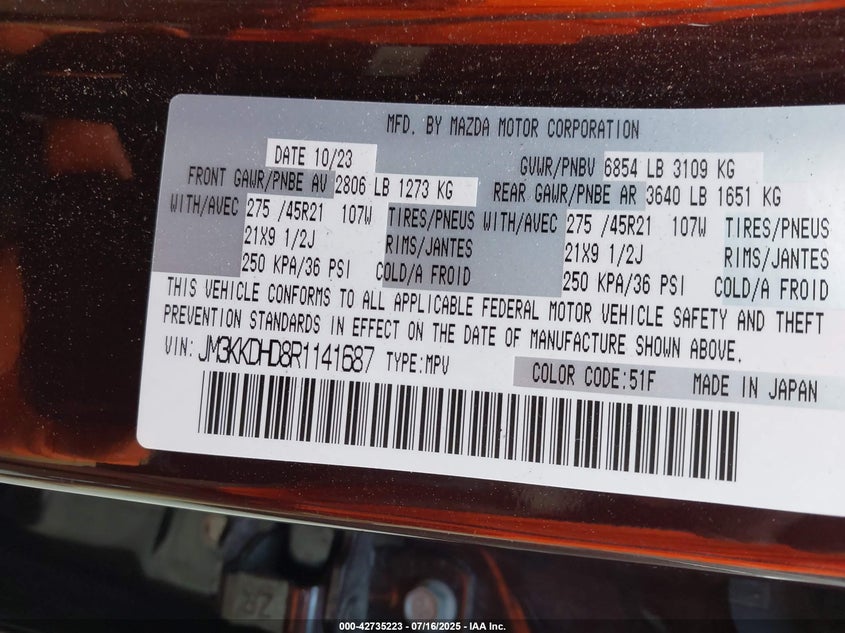 MFD. BY MAZDA MOTOR CORPORATION
DATE 10/23
GVWR/PNBV 6854 LB 3109 KG
FRONT GAWR/PNBE AV 2806 LB 1273 KG
REAR GAWR/PNBE AR 3640 LB 1651 KG
WITH/AVEC 275 /45R21 107W TIRES/PNEUS WITH/AVEC 275 /45R21 107W TIRES/PNEUS
21X9 1/2J RIMS/JANTES 21X9 1/2J RIMS/JANTES
250 KPA/36 PSI COLD/A FROID 250 KPA/36 PSI COLD/A FROID
THIS VEHICLE CONFORMS TO ALL APPLICABLE FEDERAL MOTOR VEHICLE SAFETY AND THEFT
PREVENTION STANDARDS IN EFFECT ON THE DATE OF MANUFACTURE SHOWN ABOVE.
VIN: JM3KKDHD8R1141687 TYPE:MPV
COLOR CODE:51F MADE IN JAPAN
000-42735223 - 07/16/2025 - IAA Inc.